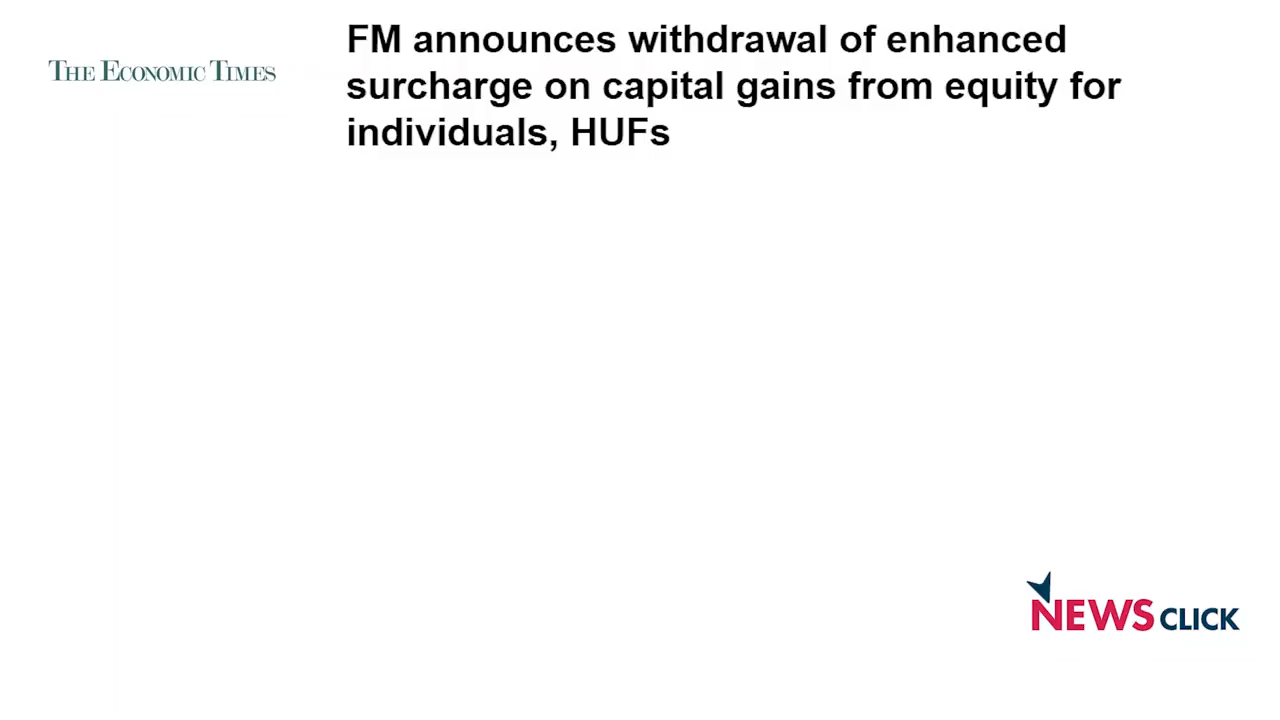 THE ECONOMIC TIMES
FM announces withdrawal of enhanced
surcharge on capital gains from equity for
individuals, HUFs
NEWSCLICK